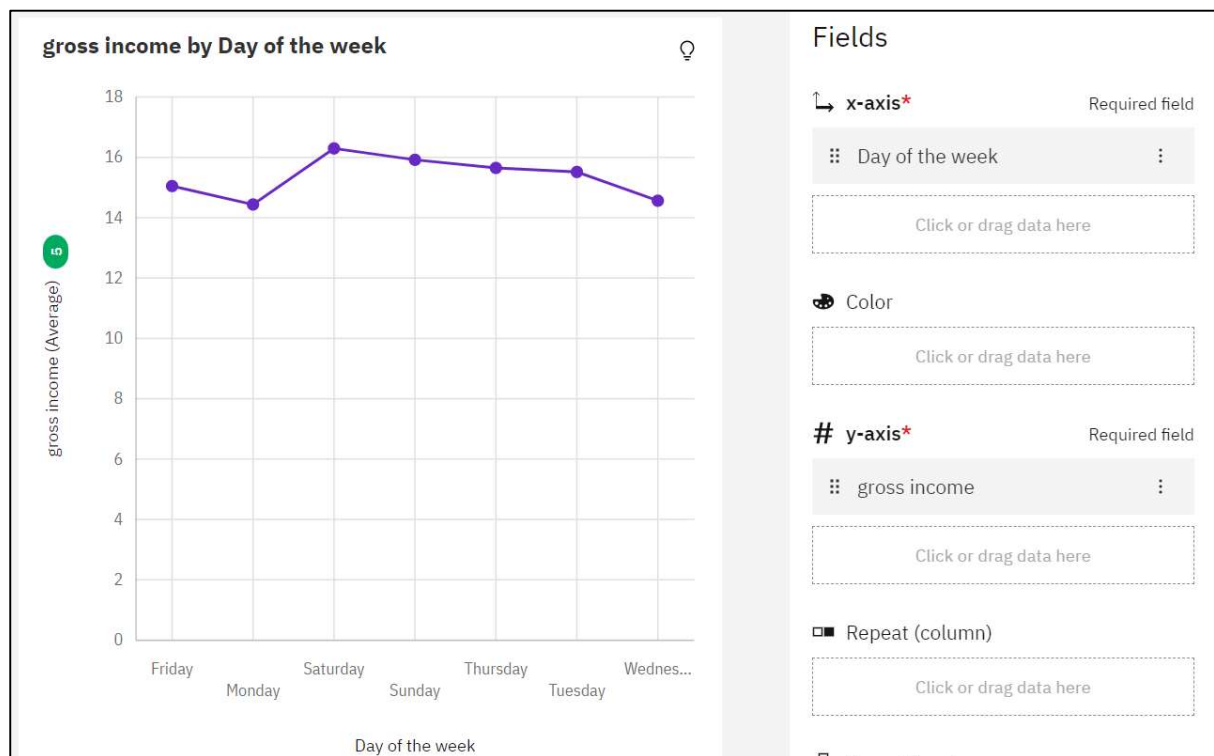 gross income by Day of the week
18
16
14
12
10
8
6
4
2
0
gross income (Average)
5
Friday
Monday
Saturday
Sunday
Thursday
Tuesday
Wednes...
Day of the week
Fields
x-axis* Required field
Day of the week
Click or drag data here
Color
Click or drag data here
# y-axis* Required field
gross income
Click or drag data here
Repeat (column)
Click or drag data here